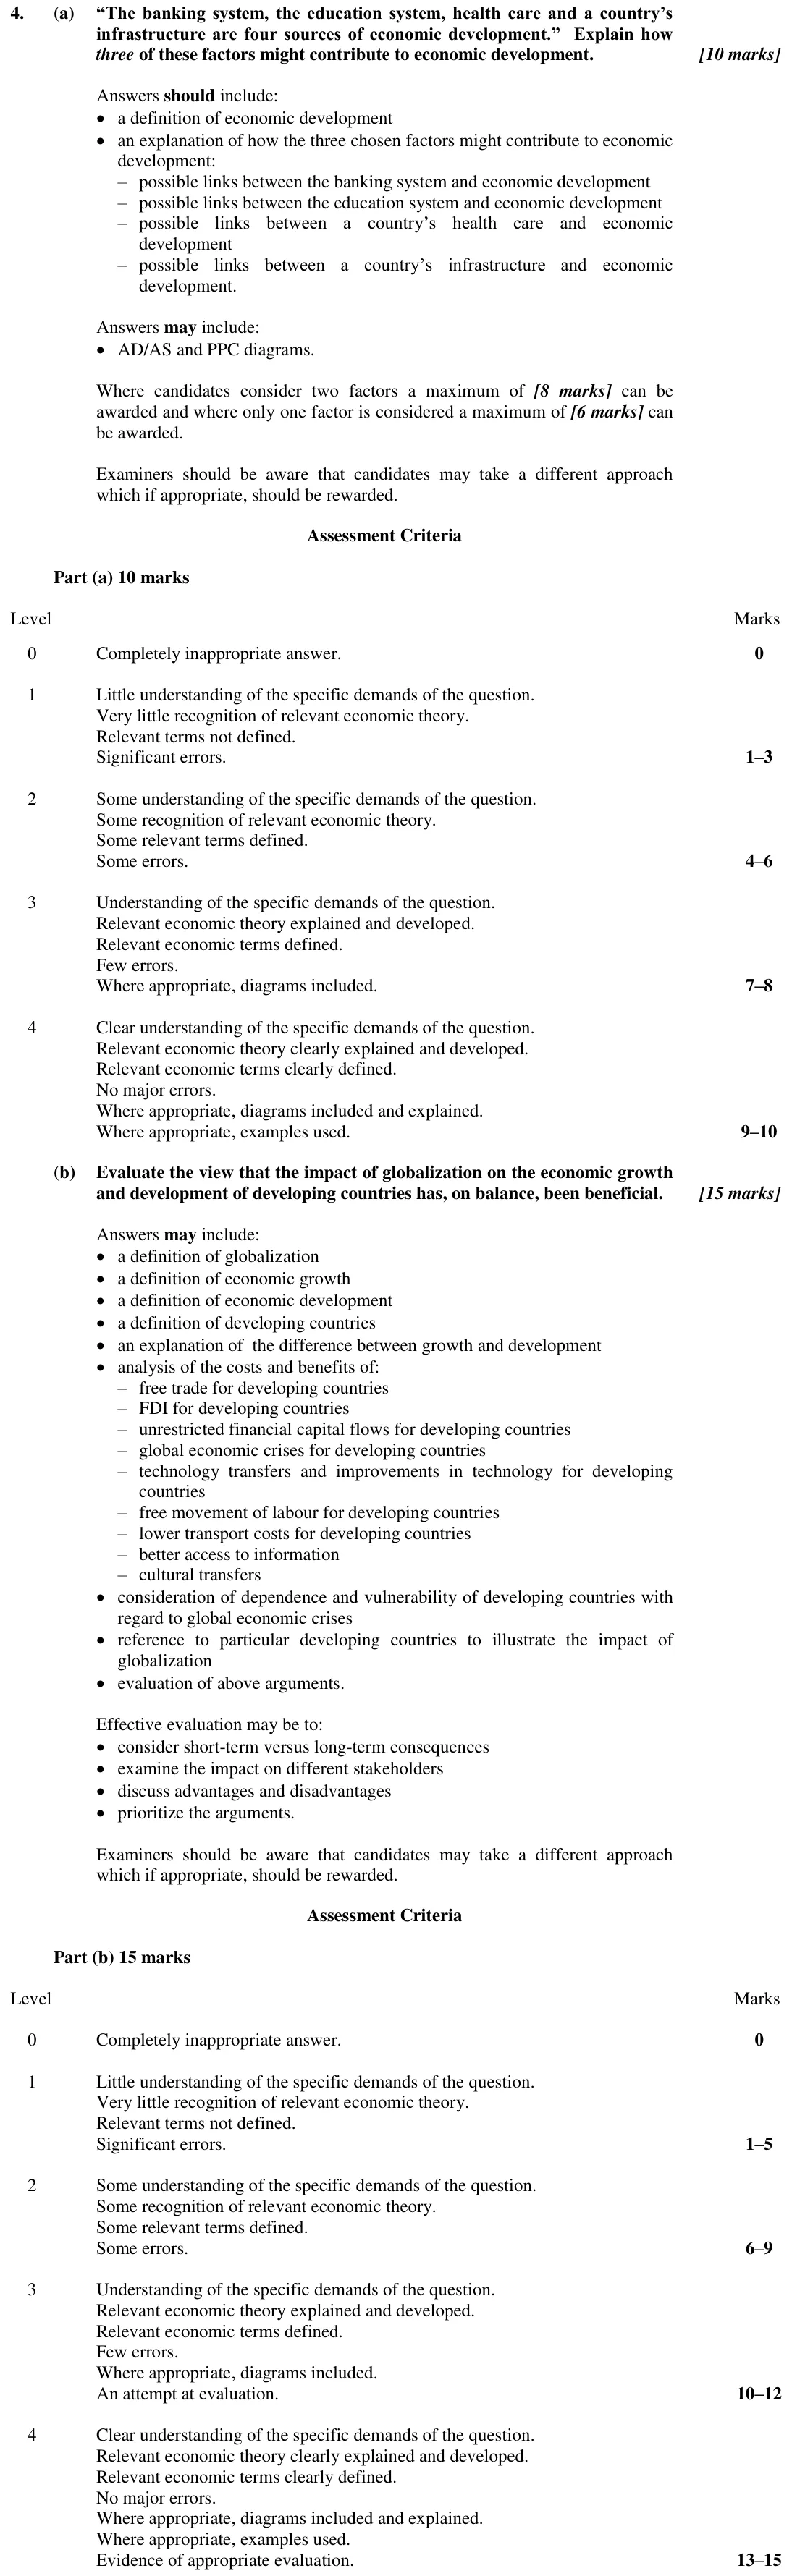 4. (a) “The banking system, the education system, health care and a country’s
infrastructure are four sources of economic development.” Explain how
three of these factors might contribute to economic development. [10 marks]
Answers should include:
• a definition of economic development
• an explanation of how the three chosen factors might contribute to economic
development:
– possible links between the banking system and economic development
– possible links between the education system and economic development
– possible links between a country’s health care and economic
development
– possible links between a country’s infrastructure and economic
development.
Answers may include:
• AD/AS and PPC diagrams.
Where candidates consider two factors a maximum of [8 marks] can be
awarded and where only one factor is considered a maximum of [6 marks] can
be awarded.
Examiners should be aware that candidates may take a different approach
which if appropriate, should be rewarded.
Assessment Criteria
Part (a) 10 marks
Level Marks
0 Completely inappropriate answer. 0
1 Little understanding of the specific demands of the question.
Very little recognition of relevant economic theory.
Relevant terms not defined.
Significant errors. 1–3
2 Some understanding of the specific demands of the question.
Some recognition of relevant economic theory.
Some relevant terms defined.
Some errors. 4–6
3 Understanding of the specific demands of the question.
Relevant economic theory explained and developed.
Relevant economic terms defined.
Few errors.
Where appropriate, diagrams included. 7–8
4 Clear understanding of the specific demands of the question.
Relevant economic theory clearly explained and developed.
Relevant economic terms clearly defined.
No major errors.
Where appropriate, diagrams included and explained.
Where appropriate, examples used. 9–10
(b) Evaluate the view that the impact of globalization on the economic growth
and development of developing countries has, on balance, been beneficial. [15 marks]
Answers may include:
• a definition of globalization
• a definition of economic growth
• a definition of economic development
• a definition of developing countries
• an explanation of the difference between growth and development
• analysis of the costs and benefits of:
– free trade for developing countries
– FDI for developing countries
– unrestricted financial capital flows for developing countries
– global economic crises for developing countries
– technology transfers and improvements in technology for developing
countries
– free movement of labour for developing countries
– lower transport costs for developing countries
– better access to information
– cultural transfers
• consideration of dependence and vulnerability of developing countries with
regard to global economic crises
• reference to particular developing countries to illustrate the impact of
globalization
• evaluation of above arguments.
Effective evaluation may be to:
• consider short-term versus long-term consequences
• examine the impact on different stakeholders
• discuss advantages and disadvantages
• prioritize the arguments.
Examiners should be aware that candidates may take a different approach
which if appropriate, should be rewarded.
Assessment Criteria
Part (b) 15 marks
Level Marks
0 Completely inappropriate answer. 0
1 Little understanding of the specific demands of the question.
Very little recognition of relevant economic theory.
Relevant terms not defined.
Significant errors. 1–5
2 Some understanding of the specific demands of the question.
Some recognition of relevant economic theory.
Some relevant terms defined.
Some errors. 6–9
3 Understanding of the specific demands of the question.
Relevant economic theory explained and developed.
Relevant economic terms defined.
Few errors.
Where appropriate, diagrams included.
An attempt at evaluation. 10–12
4 Clear understanding of the specific demands of the question.
Relevant economic theory clearly explained and developed.
Relevant economic terms clearly defined.
No major errors.
Where appropriate, diagrams included and explained.
Where appropriate, examples used.
Evidence of appropriate evaluation. 13–15